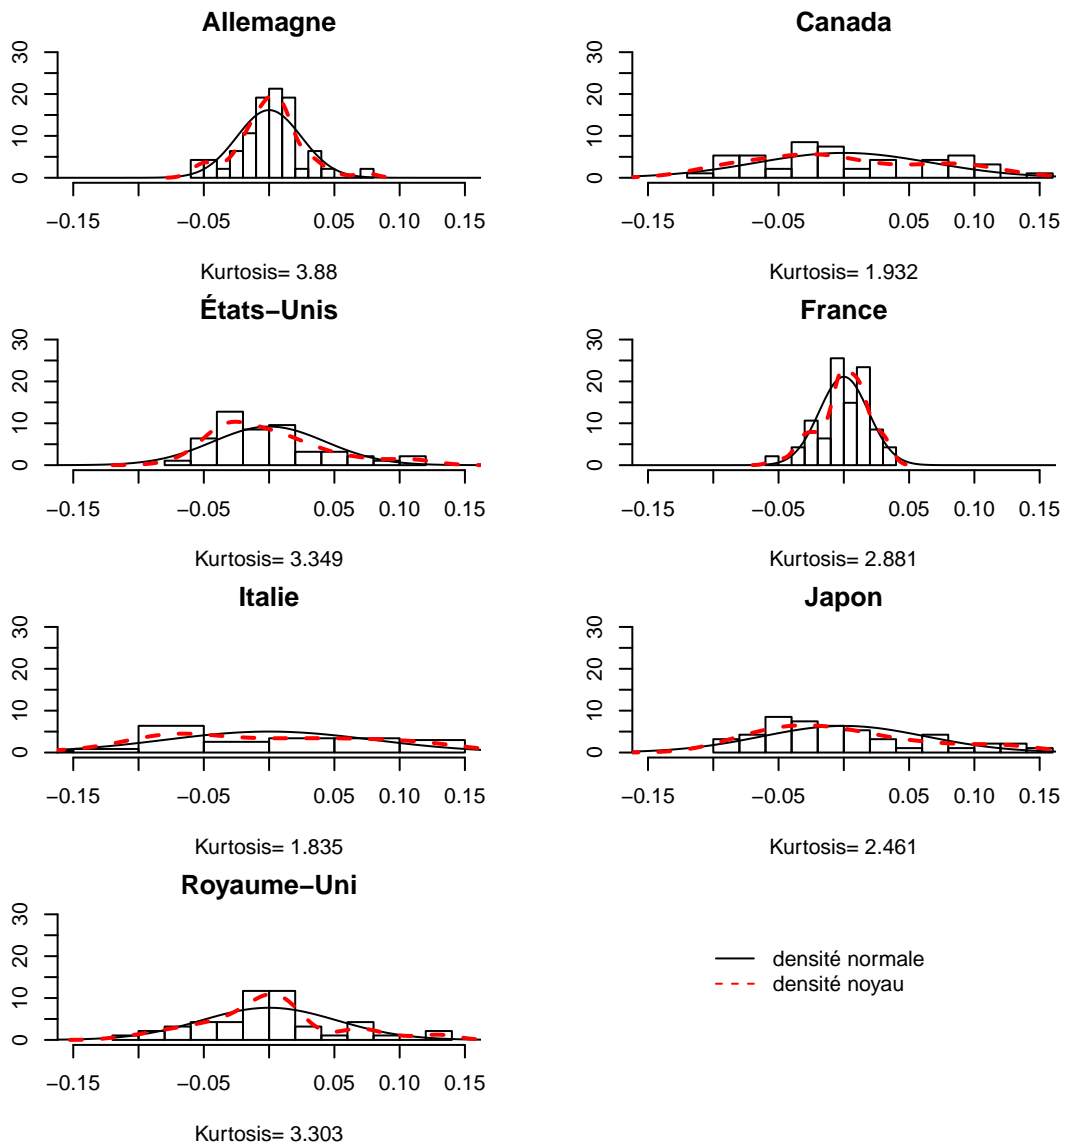 Allemagne
30
20
10
0
−0.15 −0.05 0.05 0.10 0.15
Kurtosis= 3.88
Canada
30
20
10
0
−0.15 −0.05 0.05 0.10 0.15
Kurtosis= 1.932
États−Unis
30
20
10
0
−0.15 −0.05 0.05 0.10 0.15
Kurtosis= 3.349
France
30
20
10
0
−0.15 −0.05 0.05 0.10 0.15
Kurtosis= 2.881
Italie
30
20
10
0
−0.15 −0.05 0.05 0.10 0.15
Kurtosis= 1.835
Japon
30
20
10
0
−0.15 −0.05 0.05 0.10 0.15
Kurtosis= 2.461
Royaume−Uni
30
20
10
0
−0.15 −0.05 0.05 0.10 0.15
Kurtosis= 3.303
densité normale
densité noyau